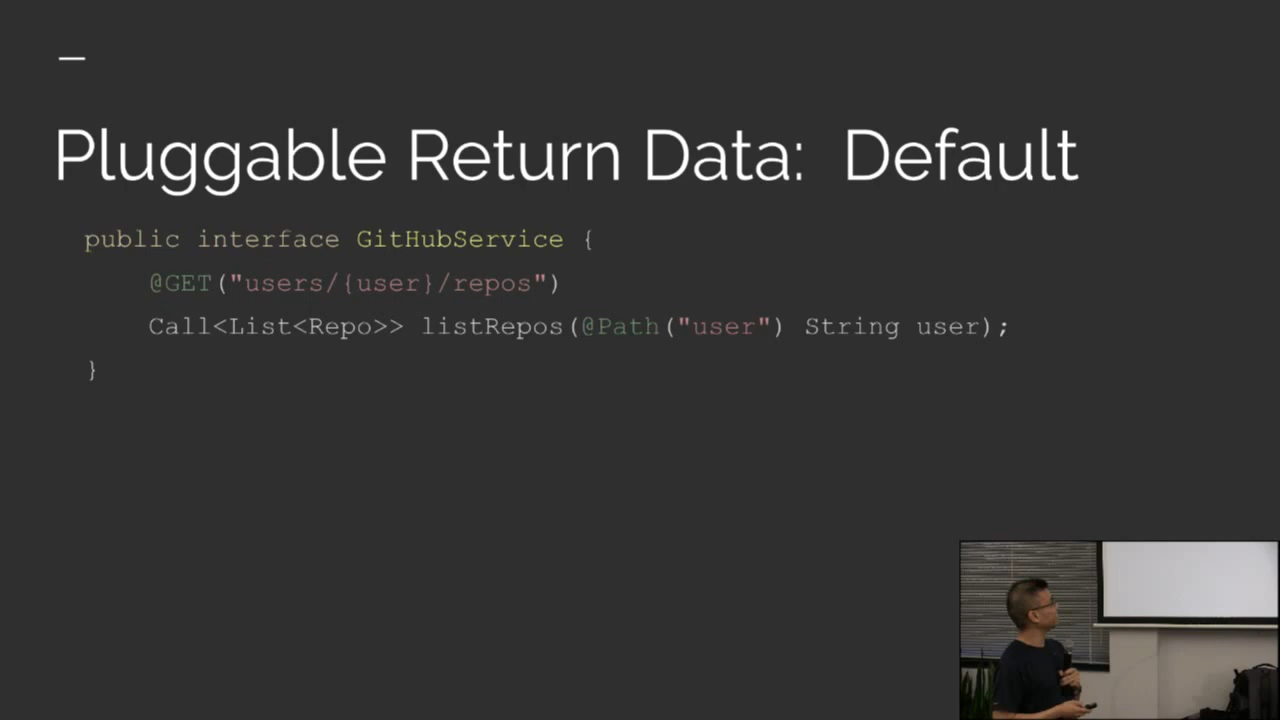 Pluggable Return Data: Default
public interface GitHubService {
@GET("users/{user}/repos")
Call<List<Repo>> listRepos(@Path("user") String user);
}